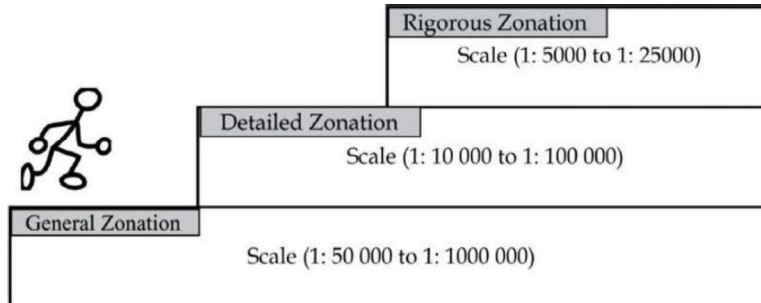 Rigorous Zonation
Scale (1: 5000 to 1: 25000)
Detailed Zonation
Scale (1: 10 000 to 1: 100 000)
General Zonation
Scale (1: 50 000 to 1: 1000 000)